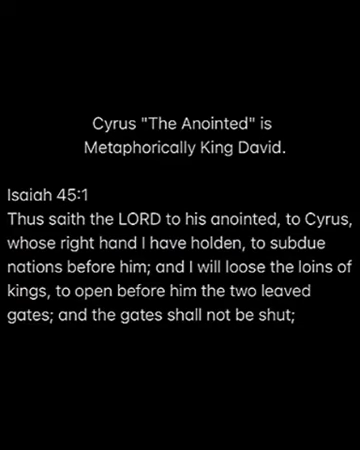 Cyrus "The Anointed" is
Metaphorically King David.
Isaiah 45:1
Thus saith the LORD to his anointed, to Cyrus,
whose right hand I have holden, to subdue
nations before him; and I will loose the loins of
kings, to open before him the two leaved
gates; and the gates shall not be shut;